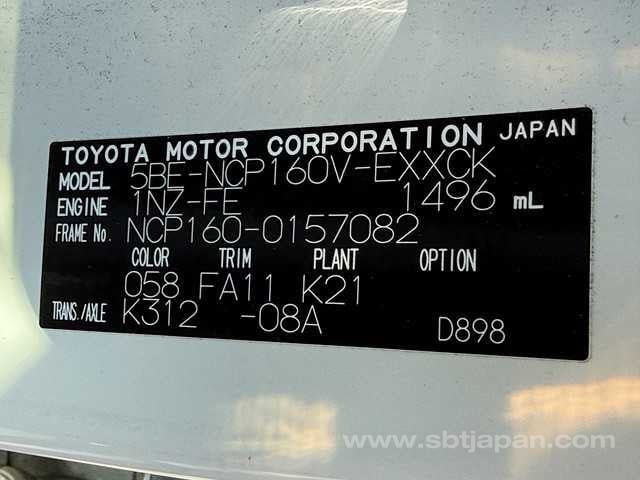 TOYOTA MOTOR CORPORATION JAPAN
MODEL 5BE-NCP160V-EXXCK
ENGINE 1NZ-FE 1496 mL
FRAME No. NCP160-0157082
COLOR TRIM PLANT OPTION
058 FA11 K21
TRANS./AXLE K312 -08A D898
www.sbtjapan.com